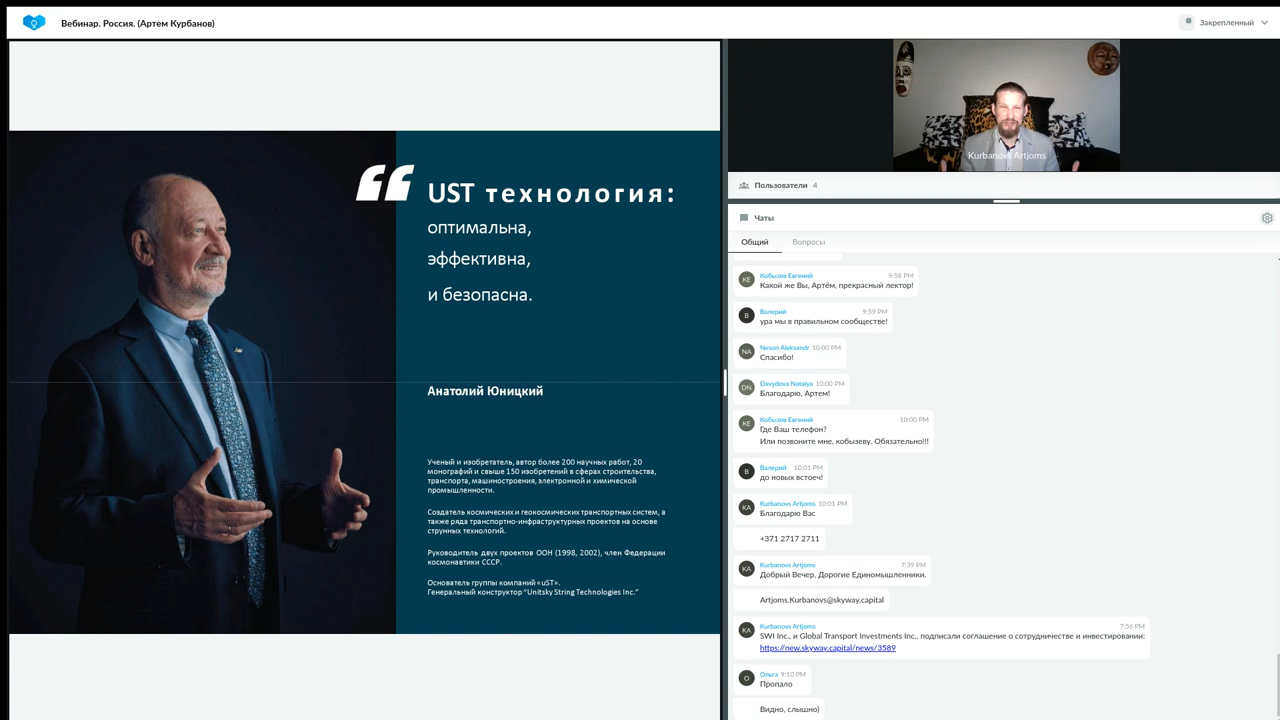 Вебинар. Россия. (Артем Курбанов)
Закрепленный
UST технология:
оптимальна,
эффективна,
и безопасна.
Анатолий Юницкий
Ученый и изобретатель, автор более 200 научных работ, 20
монографий и свыше 150 изобретений в сферах строительства,
транспорта, машиностроения, электронной и химической
промышленности.
Создатель космических и геокосмических транспортных систем, а
также ряда транспортно-инфраструктурных проектов на основе
струнных технологий.
Руководитель двух проектов ООН (1998, 2002), член Федерации
космонавтики СССР.
Основатель группы компаний «uST».
Генеральный конструктор “Unitsky String Technologies Inc.”
Kurbanovs Artjoms
Пользователи 4
Чаты
Общий Вопросы
KE Кобызев Евгений 9:58 PM
Какой же Вы, Артём, прекрасный лектор!
В Валерий 9:59 PM
ура мы в правильном сообществе!
NA Neson Aleksandr 10:00 PM
Спасибо!
DN Davydova Natalya 10:00 PM
Благодарю, Артем!
KE Кобызев Евгений 10:00 PM
Где Ваш телефон?
Или позвоните мне, кобызеву. Обязательно!!!
В Валерий 10:01 PM
до новых встоеч!
KA Kurbanovs Artjoms 10:01 PM
Благодарю Вас
+371 2717 2711
KA Kurbanovs Artjoms 7:39 PM
Добрый Вечер, Дорогие Единомышленники.
Artjoms.Kurbanovs@skyway.capital
KA Kurbanovs Artjoms 7:56 PM
SWI Inc., и Global Transport Investments Inc., подписали соглашение о сотрудничестве и инвестировании:
https://new.skyway.capital/news/3589
О Ольга 9:10 PM
Пропало
Видно, слышно)